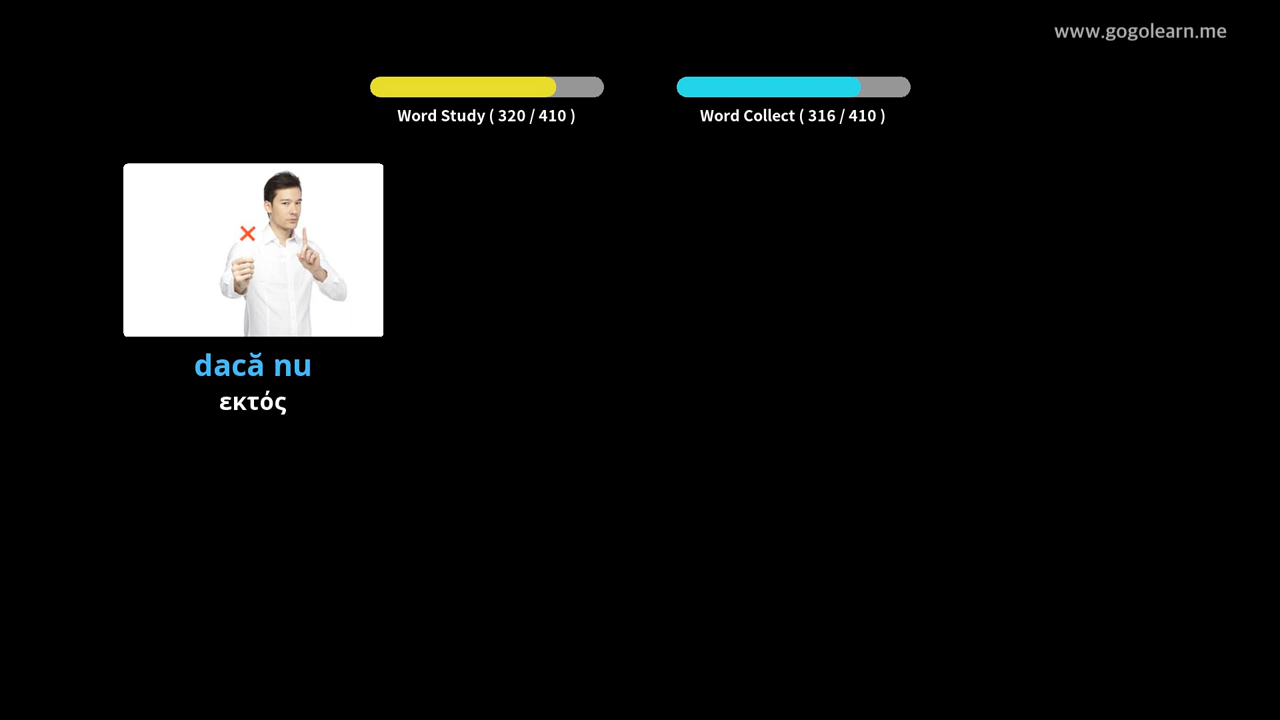 www.gogolearn.me
Word Study ( 320 / 410 )
Word Collect ( 316 / 410 )
dacă nu
εκτός